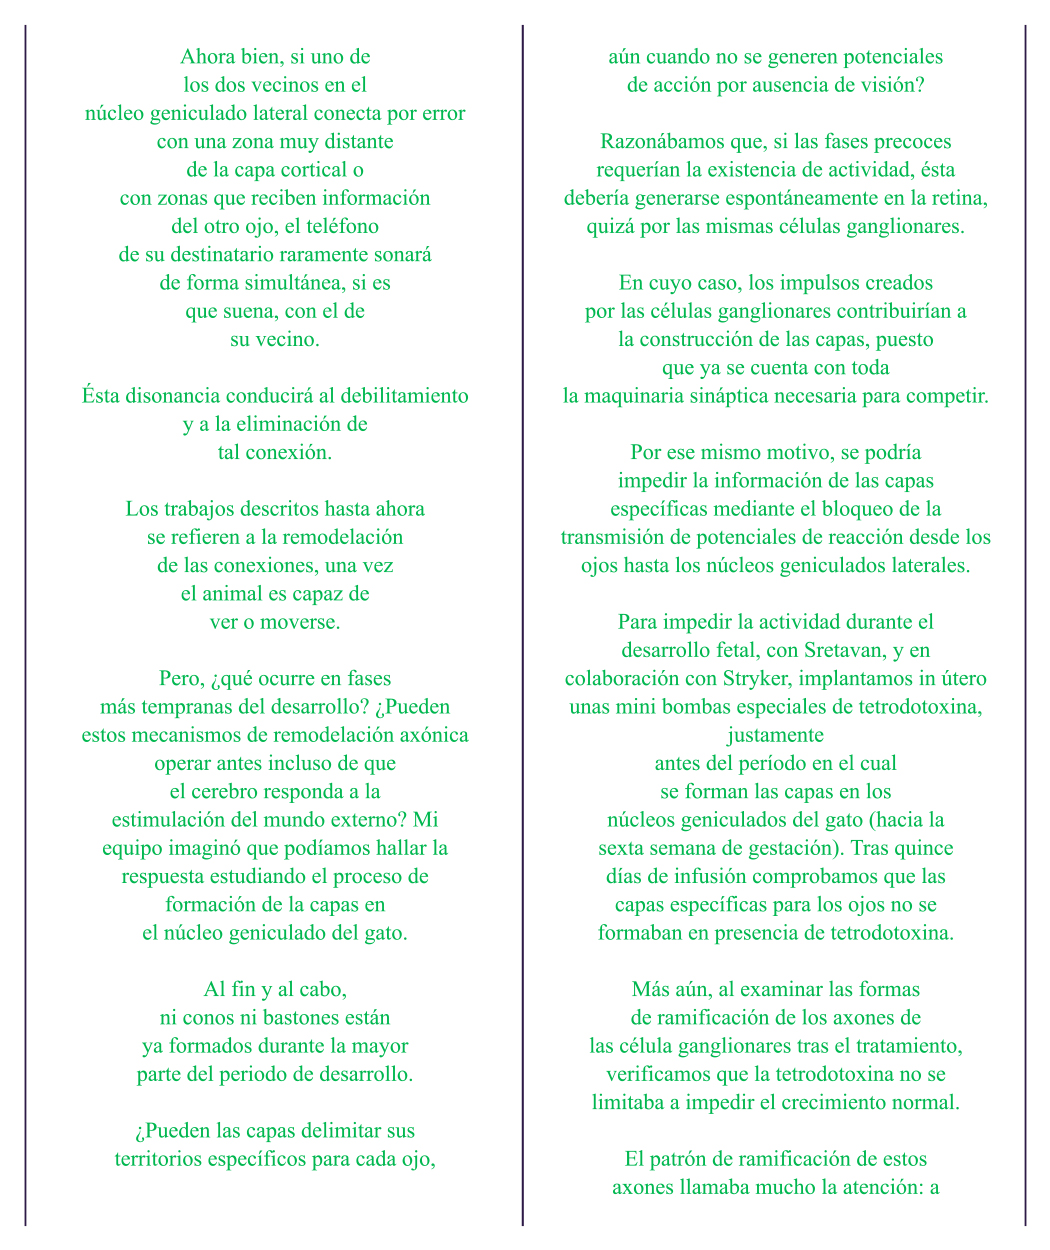 Ahora bien, si uno de
los dos vecinos en el
núcleo geniculado lateral conecta por error
con una zona muy distante
de la capa cortical o
con zonas que reciben información
del otro ojo, el teléfono
de su destinatario raramente sonará
de forma simultánea, si es
que suena, con el de
su vecino.
Ésta disonancia conducirá al debilitamiento
y a la eliminación de
tal conexión.
Los trabajos descritos hasta ahora
se refieren a la remodelación
de las conexiones, una vez
el animal es capaz de
ver o moverse.
Pero, ¿qué ocurre en fases
más tempranas del desarrollo? ¿Pueden
estos mecanismos de remodelación axónica
operar antes incluso de que
el cerebro responda a la
estimulación del mundo externo? Mi
equipo imaginó que podíamos hallar la
respuesta estudiando el proceso de
formación de la capas en
el núcleo geniculado del gato.
Al fin y al cabo,
ni conos ni bastones están
ya formados durante la mayor
parte del periodo de desarrollo.
¿Pueden las capas delimitar sus
territorios específicos para cada ojo,
aún cuando no se generen potenciales
de acción por ausencia de visión?
Razonábamos que, si las fases precoces
requerían la existencia de actividad, ésta
debería generarse espontáneamente en la retina,
quizá por las mismas células ganglionares.
En cuyo caso, los impulsos creados
por las células ganglionares contribuirían a
la construcción de las capas, puesto
que ya se cuenta con toda
la maquinaria sináptica necesaria para competir.
Por ese mismo motivo, se podría
impedir la información de las capas
específicas mediante el bloqueo de la
transmisión de potenciales de reacción desde los
ojos hasta los núcleos geniculados laterales.
Para impedir la actividad durante el
desarrollo fetal, con Sretavan, y en
colaboración con Stryker, implantamos in útero
unas mini bombas especiales de tetrodotoxina,
justamente
antes del período en el cual
se forman las capas en los
núcleos geniculados del gato (hacia la
sexta semana de gestación). Tras quince
días de infusión comprobamos que las
capas específicas para los ojos no se
formaban en presencia de tetrodotoxina.
Más aún, al examinar las formas
de ramificación de los axones de
las célula ganglionares tras el tratamiento,
verificamos que la tetrodotoxina no se
limitaba a impedir el crecimiento normal.
El patrón de ramificación de estos
axones llamaba mucho la atención: a